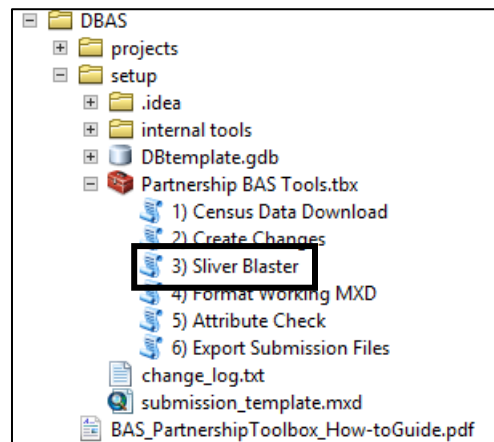 DBAS
projects
setup
.idea
internal tools
DBtemplate.gdb
Partnership BAS Tools.tbx
1) Census Data Download
2) Create Changes
3) Sliver Blaster
4) Format Working MXD
5) Attribute Check
6) Export Submission Files
change_log.txt
submission_template.mxd
BAS_PartnershipToolbox_How-toGuide.pdf